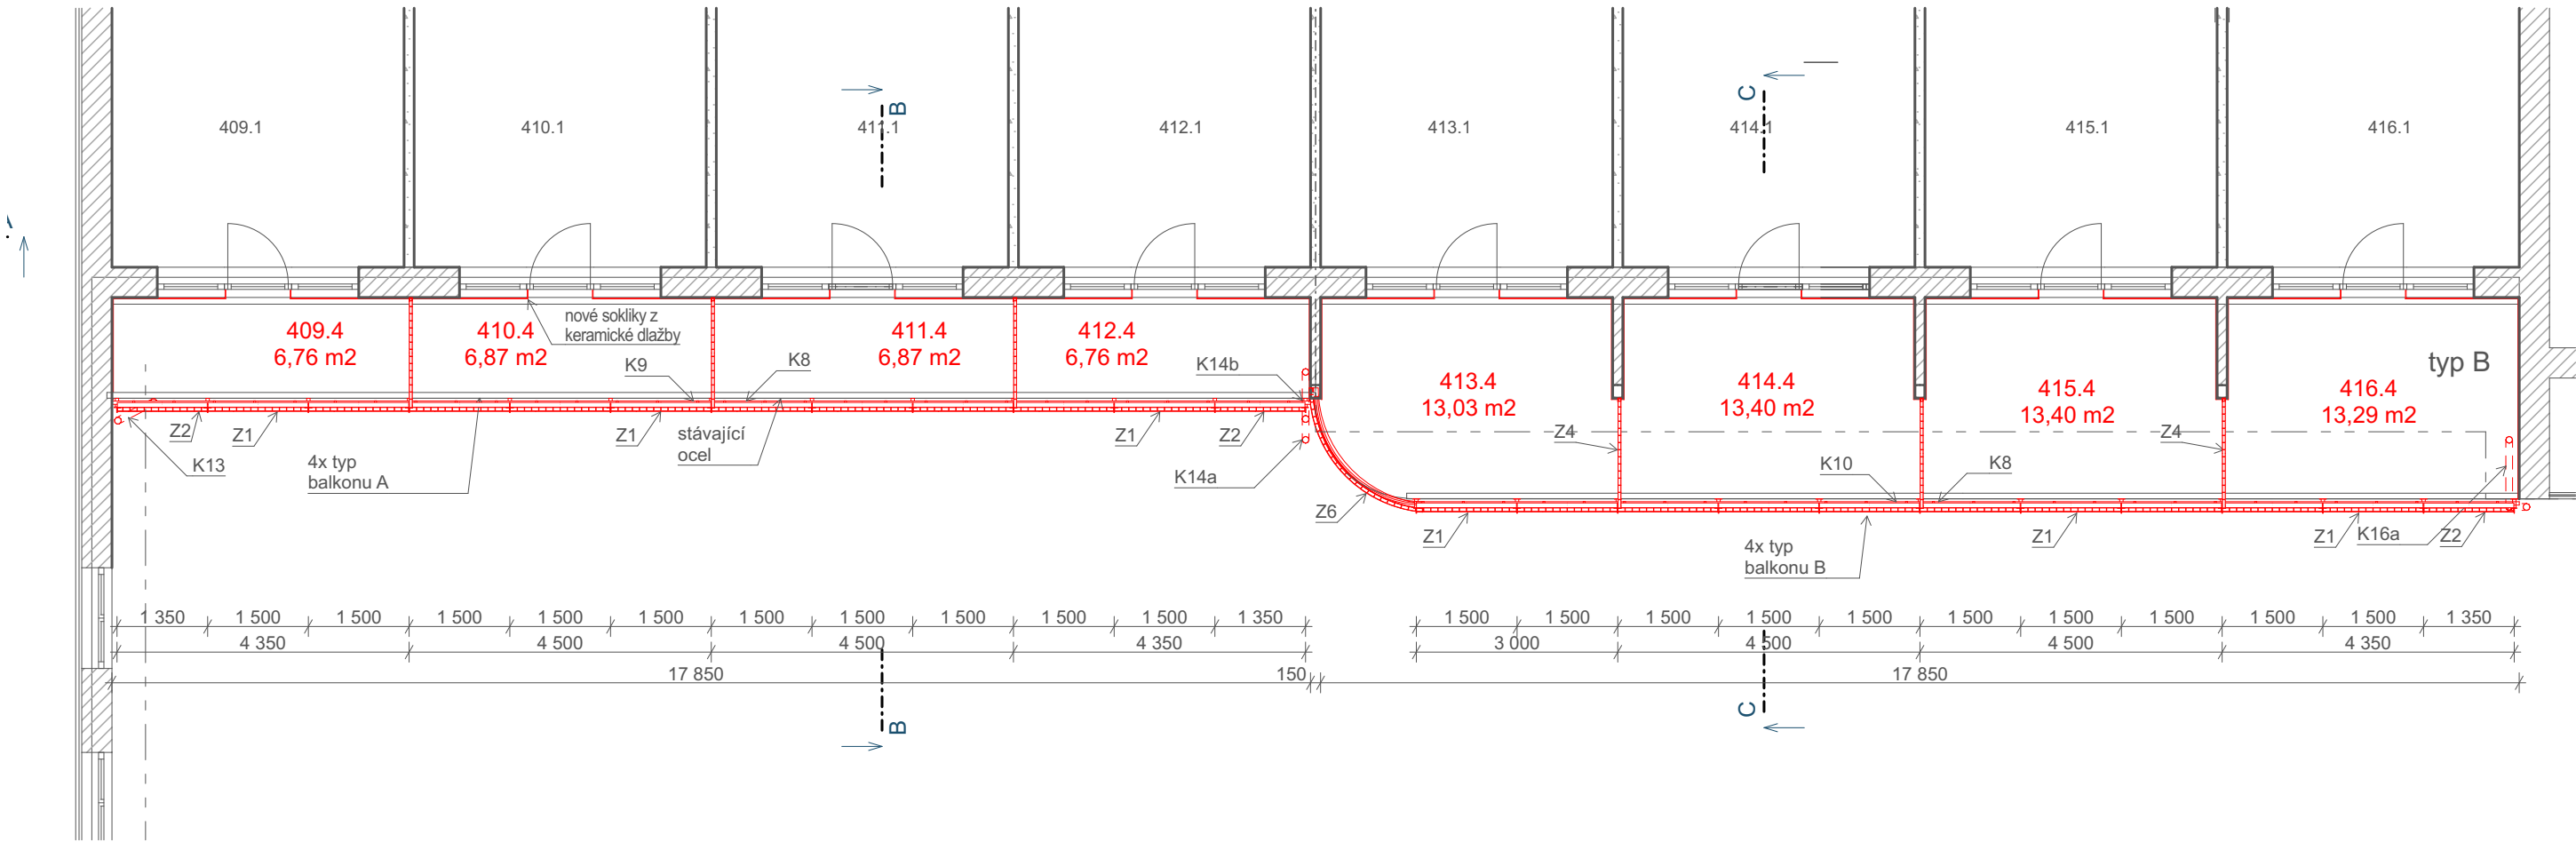 C
B
409.1
410.1
411.1
412.1
413.1
414.1
415.1
416.1
nové sokliky z
keramické dlažby
409.4
6,76 m2
410.4
6,87 m2
411.4
6,87 m2
412.4
6,76 m2
K9
K8
K14b
typ B
413.4
13,03 m2
414.4
13,40 m2
415.4
13,40 m2
416.4
13,29 m2
Z2
Z1
K13
4x typ
balkonu A
Z1
stávající
ocel
Z1
Z2
K14a
Z4
Z4
K10
K8
Z6
Z1
4x typ
balkonu B
Z1
Z1
K16a
Z2
1 350
1 500
1 500
1 500
1 500
1 500
1 500
1 500
1 500
1 500
1 500
1 350
1 500
1 500
1 500
1 500
1 500
1 500
1 500
1 500
1 500
1 500
1 350
4 350
4 500
4 500
4 350
3 000
4 500
4 500
4 350
17 850
150
17 850
B
C